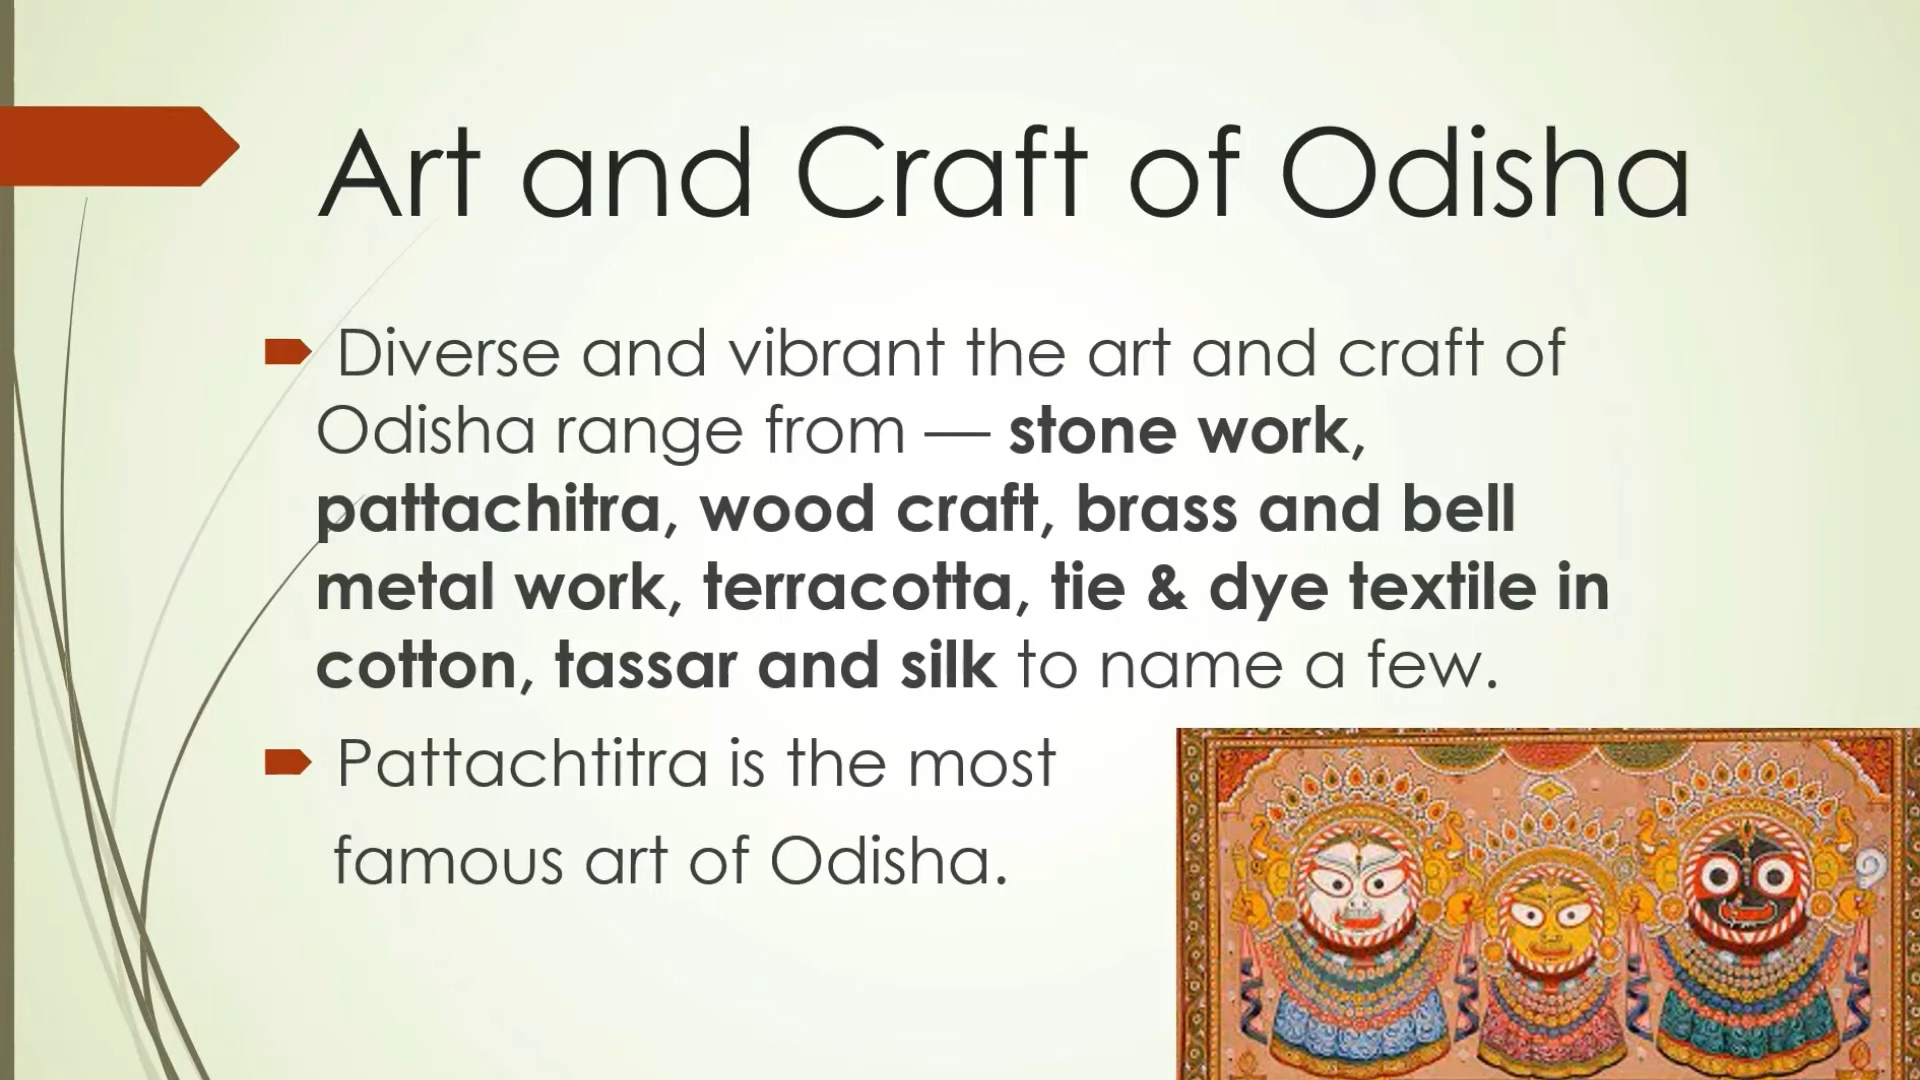 Art and Craft of Odisha
Diverse and vibrant the art and craft of
Odisha range from — stone work,
pattachitra, wood craft, brass and bell
metal work, terracotta, tie & dye textile in
cotton, tassar and silk to name a few.
Pattachtitra is the most
famous art of Odisha.